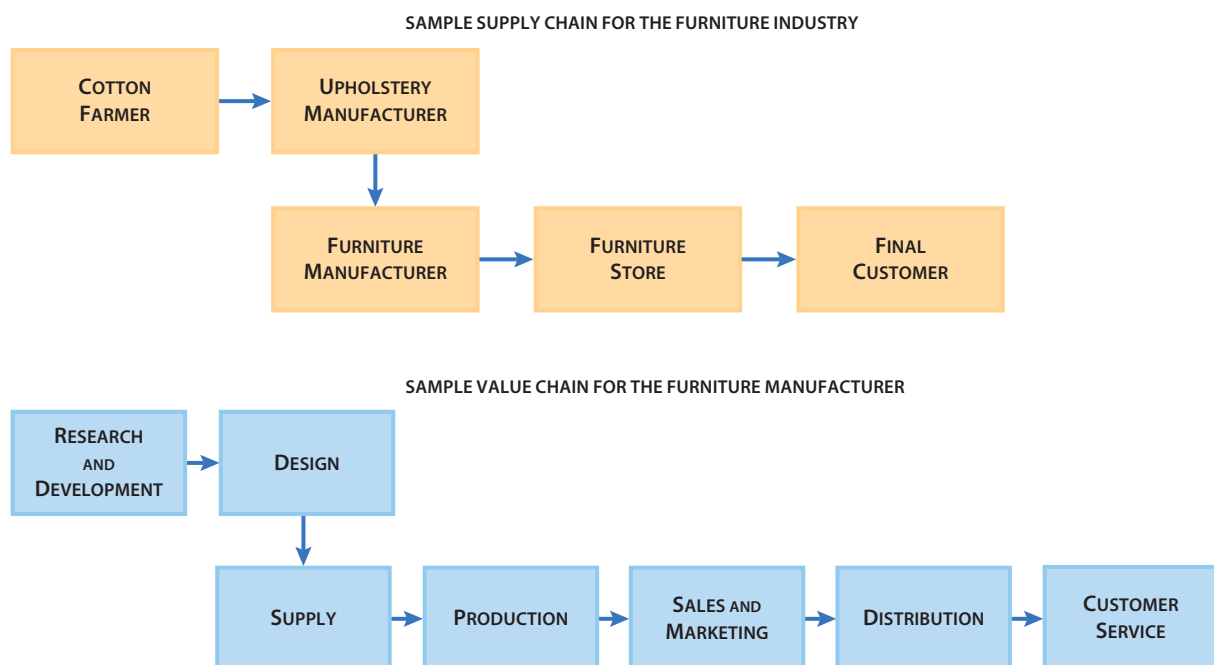 SAMPLE SUPPLY CHAIN FOR THE FURNITURE INDUSTRY
COTTON
FARMER
UPHOLSTERY
MANUFACTURER
FURNITURE
MANUFACTURER
FURNITURE
STORE
FINAL
CUSTOMER
SAMPLE VALUE CHAIN FOR THE FURNITURE MANUFACTURER
RESEARCH
AND
DEVELOPMENT
DESIGN
SUPPLY
PRODUCTION
SALES AND
MARKETING
DISTRIBUTION
CUSTOMER
SERVICE